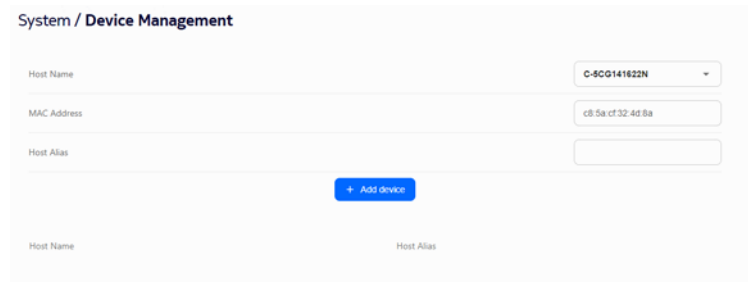 System / Device Management
Host Name
C-5CG141622N
MAC Address
c8:5a:cf:32:4d:8a
Host Alias
+ Add device
Host Name Host Alias